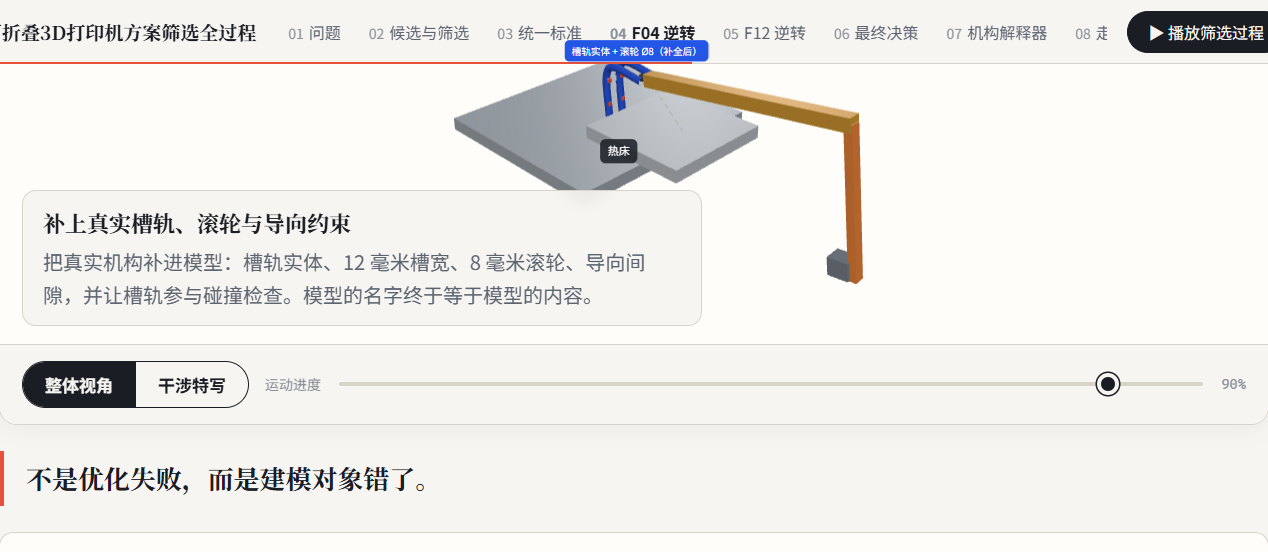 折叠3D打印机方案筛选全过程
01 问题
02 候选与筛选
03 统一标准
04 F04 逆转
05 F12 逆转
06 最终决策
07 机构解释器
08 走
▶ 播放筛选过程
槽轨实体 + 滚轮 Ø8（补全后）
热床
补上真实槽轨、滚轮与导向约束
把真实机构补进模型：槽轨实体、12 毫米槽宽、8 毫米滚轮、导向间
隙，并让槽轨参与碰撞检查。模型的名字终于等于模型的内容。
整体视角
干涉特写
运动进度
90%
不是优化失败，而是建模对象错了。